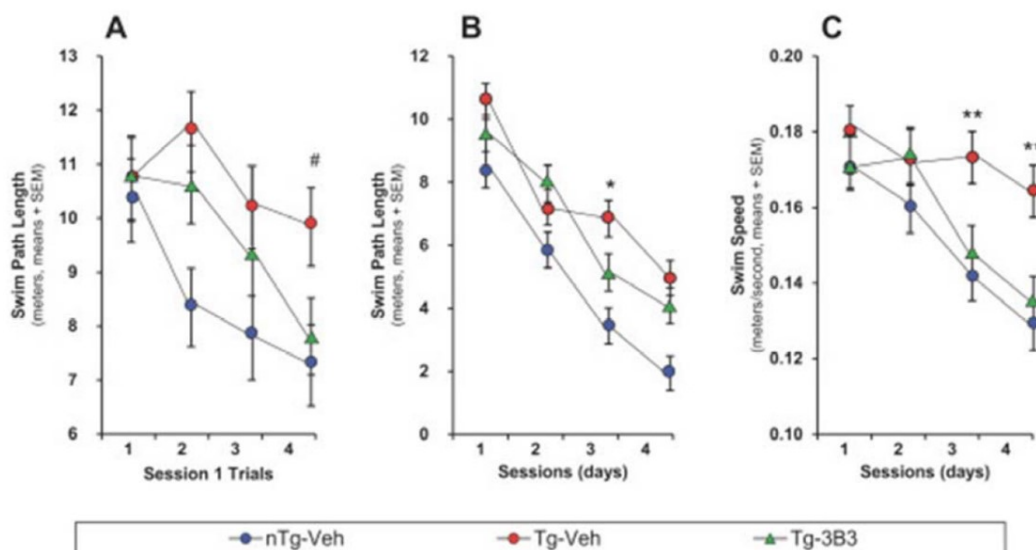 A
Swim Path Length
(meters, means + SEM)
13
12
11
10
9
8
7
6
#
1 2 3 4
Session 1 Trials
B
Swim Path Length
(meters, means + SEM)
12
10
8
6
4
2
0
*
1 2 3 4
Sessions (days)
C
Swim Speed
(meters/second, means + SEM)
0.20
0.18
0.16
0.14
0.12
0.10
**
1 2 3 4
Sessions (days)
nTg-Veh Tg-Veh Tg-3B3